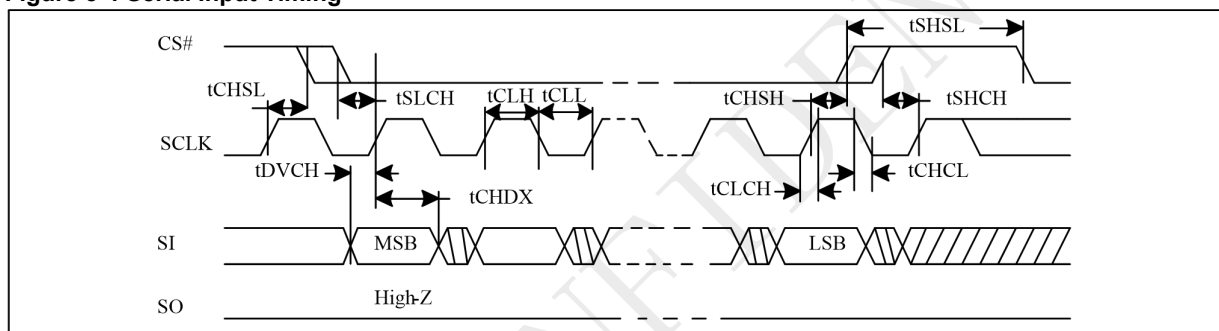 Figure 3-4 Serial Input Timing
CS#
tSHSL
tCHSL
tSLCH
tCLH
tCLL
tCHSH
tSHCH
SCLK
tDVCH
tCHDX
tCLCH
tCHCL
SI
MSB
LSB
SO
High-Z